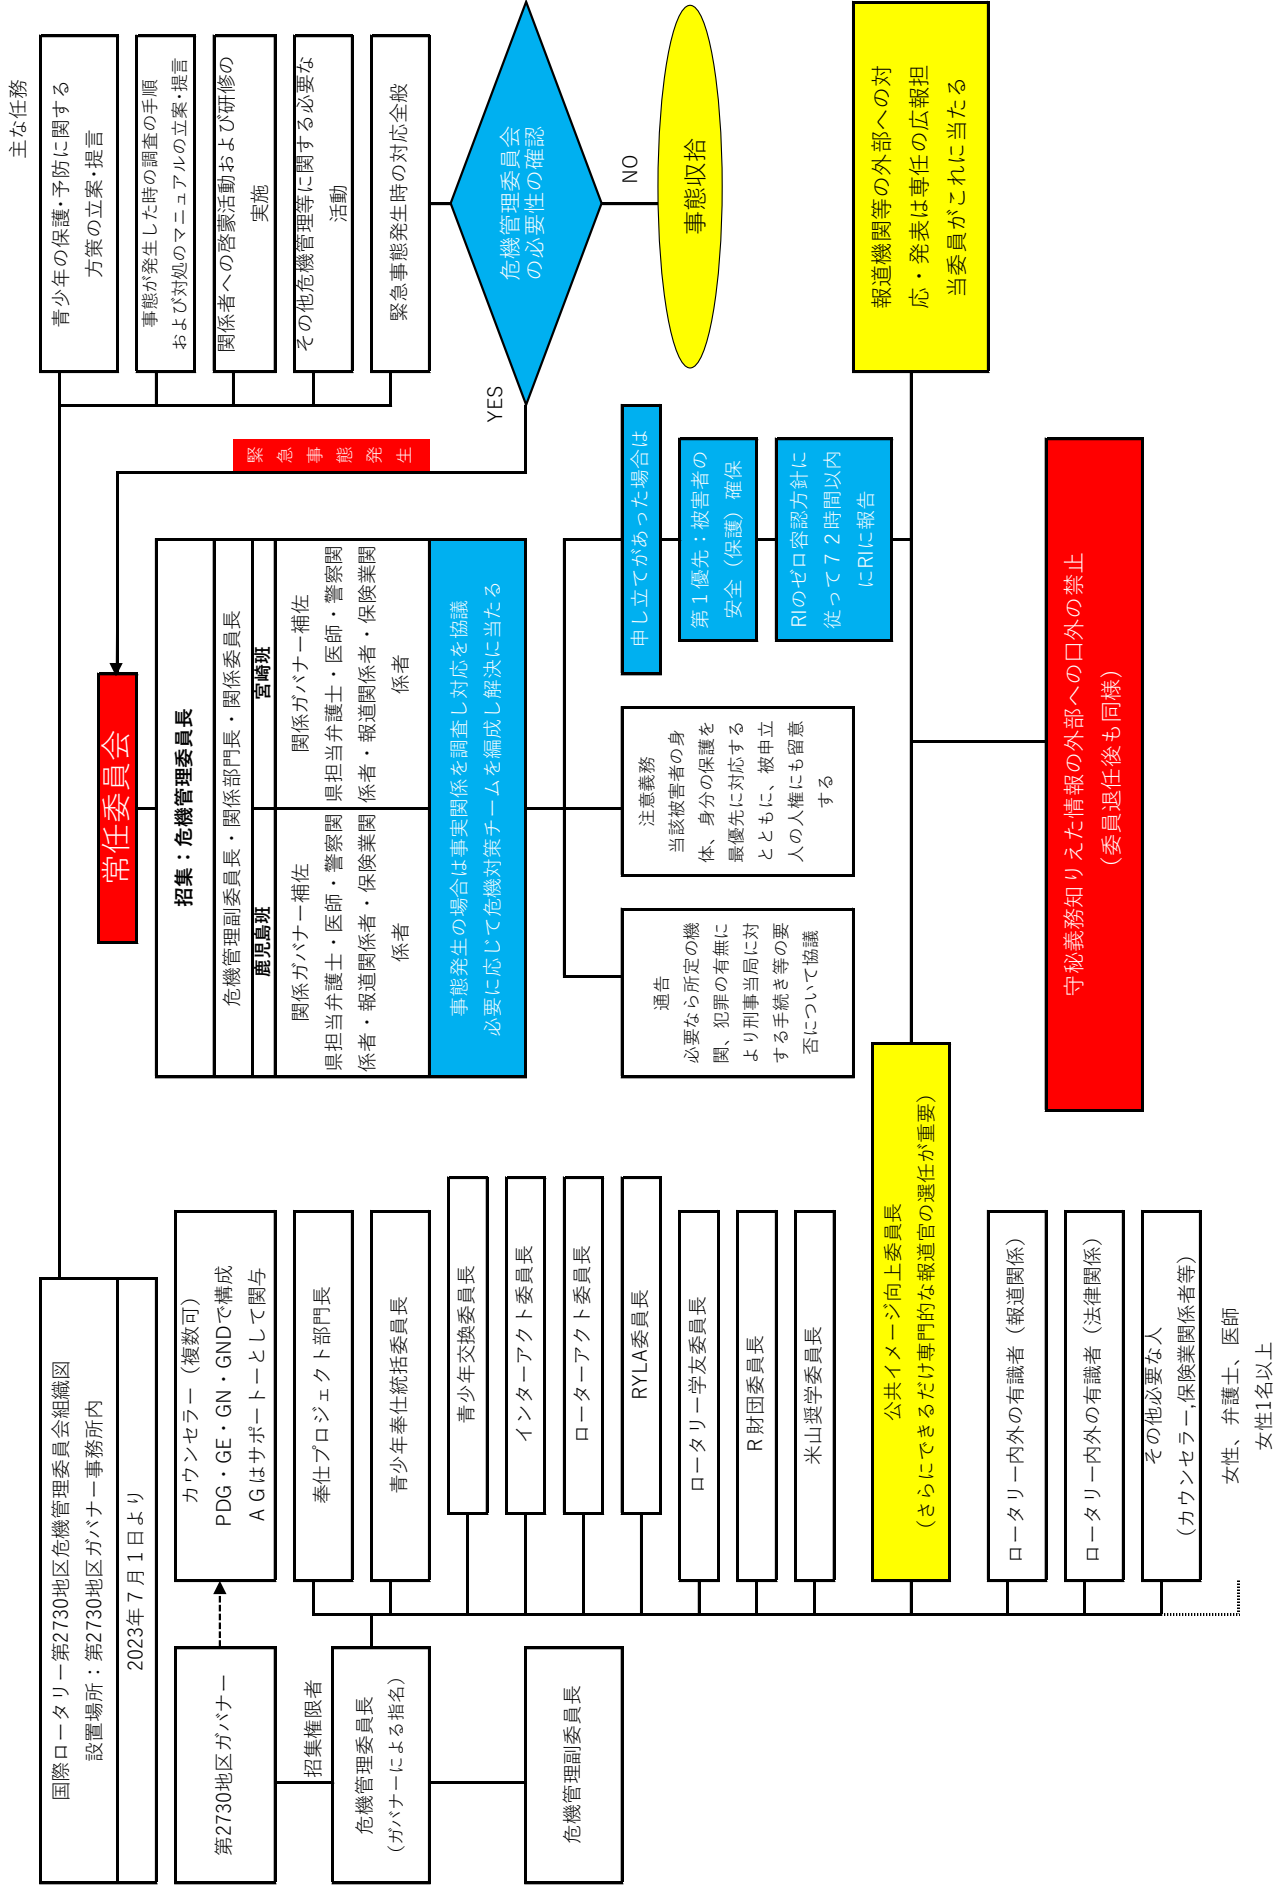 国際ロータリー第2730地区危機管理委員会組織図
設置場所：第2730地区ガバナー事務所内
2023年７月１日より
第2730地区ガバナー
招集権限者
危機管理委員長
（ガバナーによる指名）
危機管理副委員長
カウンセラー（複数可）
PDG・GE・GN・GNDで構成
ＡＧはサポートーとして関与
奉仕プロジェクト部門長
青少年奉仕統括委員長
青少年交換委員長
インターアクト委員長
ローターアクト委員長
RYLA委員長
ロータリー学友委員長
Ｒ財団委員長
米山奨学委員長
公共イメージ向上委員長
（さらにできるだけ専門的な報道官の選任が重要）
ロータリー内外の有識者（報道関係）
ロータリー内外の有識者（法律関係）
その他必要な人
（カウンセラー,保険業関係者等）
女性、弁護士、医師
女性1名以上
常任委員会
招集：危機管理委員長
危機管理副委員長・関係部門長・関係委員長
鹿児島班
宮崎班
関係ガバナー補佐
県担当弁護士・医師・警察関
係者・報道関係者・保険業関
係者
関係ガバナー補佐
県担当弁護士・医師・警察関
係者・報道関係者・保険業関
係者
事態発生の場合は事実関係を調査し対応を協議
必要に応じて危機対策チームを編成し解決に当たる
通告
必要なら所定の機
関、犯罪の有無に
より刑事当局に対
する手続き等の要
否について協議
注意義務
当該被害者の身
体、身分の保護を
最優先に対応する
とともに、被申立
人の人権にも留意
する
申し立てがあった場合は
第１優先：被害者の
安全（保護）確保
RIのゼロ容認方針に
従って７２時間以内
にRIに報告
守秘義務知りえた情報の外部への口外の禁止
（委員退任後も同様）
主な任務
青少年の保護・予防に関する
方策の立案・提言
事態が発生した時の調査の手順
および対処のマニュアルの立案・提言
関係者への啓蒙活動および研修の
実施
その他危機管理等に関する必要な
活動
緊急事態発生時の対応全般
緊急事態発生
危機管理委員会
の必要性の確認
YES
NO
事態収拾
報道機関等の外部への対
応・発表は専任の広報担
当委員がこれに当たる